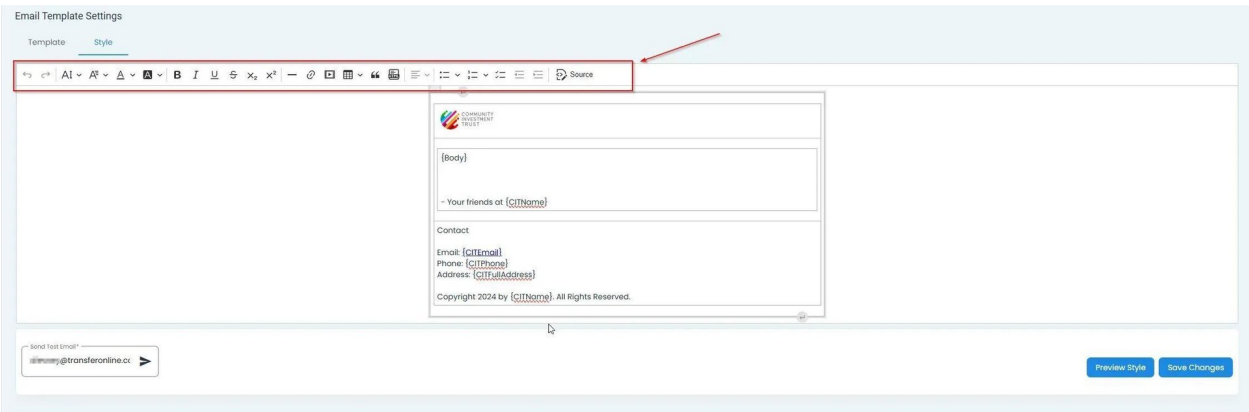 Email Template Settings
Template Style
Source
COMMUNITY
INVESTMENT
TRUST
{Body}
- Your friends at {CITName}
Contact
Email: {CITEmail}
Phone: {CITPhone}
Address: {CITFullAddress}
Copyright 2024 by {CITName}. All Rights Reserved.
Send Test Email*
@transferonline.cc
Preview Style Save Changes